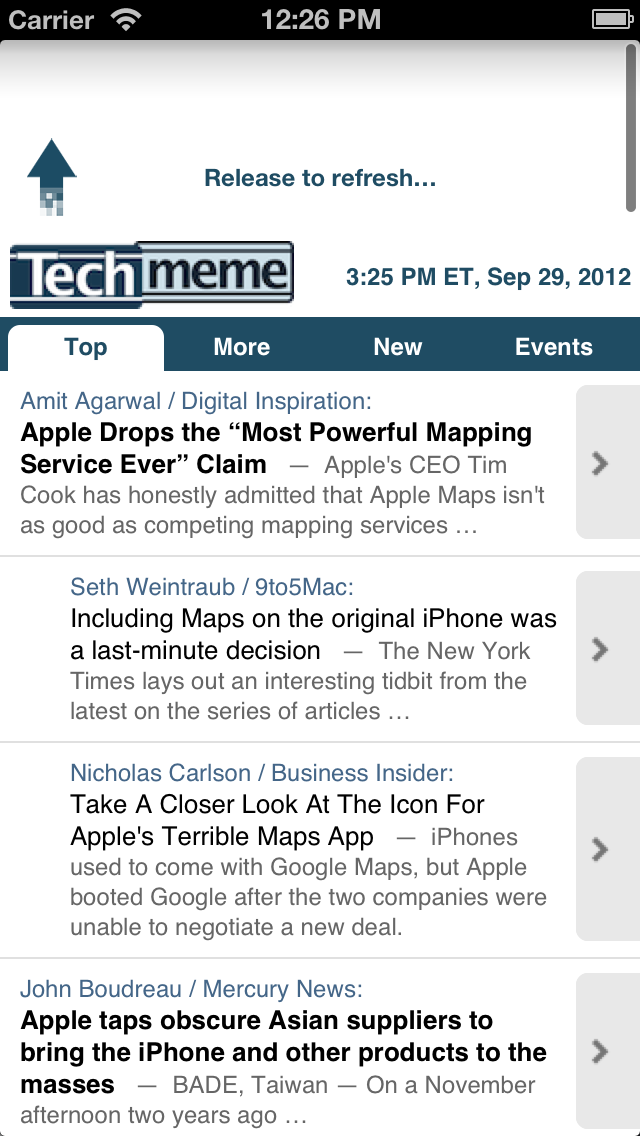 Carrier 12:26 PM
Release to refresh…
Techmeme 3:25 PM ET, Sep 29, 2012
Top More New Events
Amit Agarwal / Digital Inspiration:
Apple Drops the “Most Powerful Mapping
Service Ever” Claim — Apple's CEO Tim
Cook has honestly admitted that Apple Maps isn't
as good as competing mapping services …
Seth Weintraub / 9to5Mac:
Including Maps on the original iPhone was
a last-minute decision — The New York
Times lays out an interesting tidbit from the
latest on the series of articles …
Nicholas Carlson / Business Insider:
Take A Closer Look At The Icon For
Apple's Terrible Maps App — iPhones
used to come with Google Maps, but Apple
booted Google after the two companies were
unable to negotiate a new deal.
John Boudreau / Mercury News:
Apple taps obscure Asian suppliers to
bring the iPhone and other products to the
masses — BADE, Taiwan — On a November
afternoon two years ago …